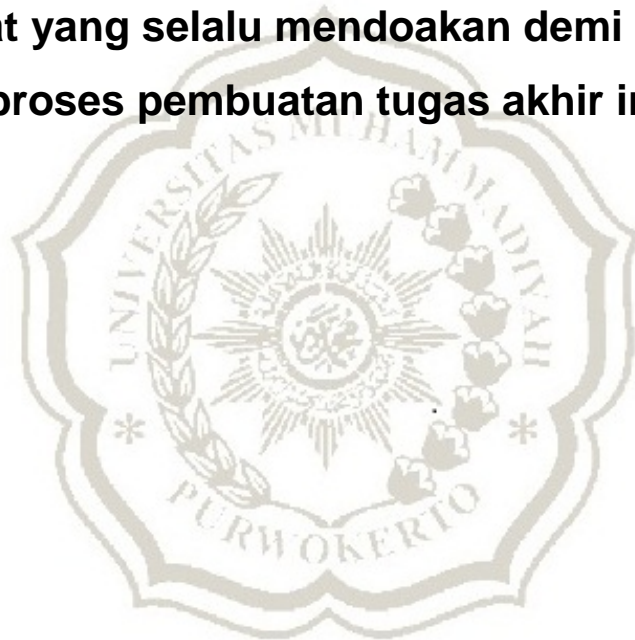 at yang selalu mendoakan demi
proses pembuatan tugas akhir in
UNIVERSITAS MUHAMMADIYAH
PURWOKERTO